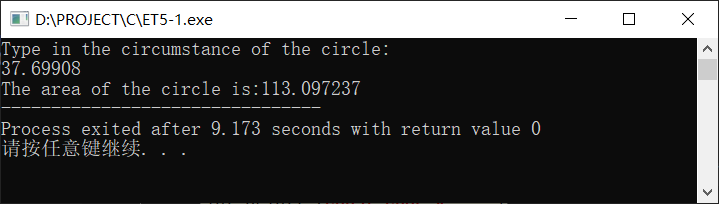 D:\PROJECT\C\ET5-1.exe
Type in the circumstance of the circle:
37.69908
The area of the circle is:113.097237
--------------------------------
Process exited after 9.173 seconds with return value 0
请按任意键继续. . .